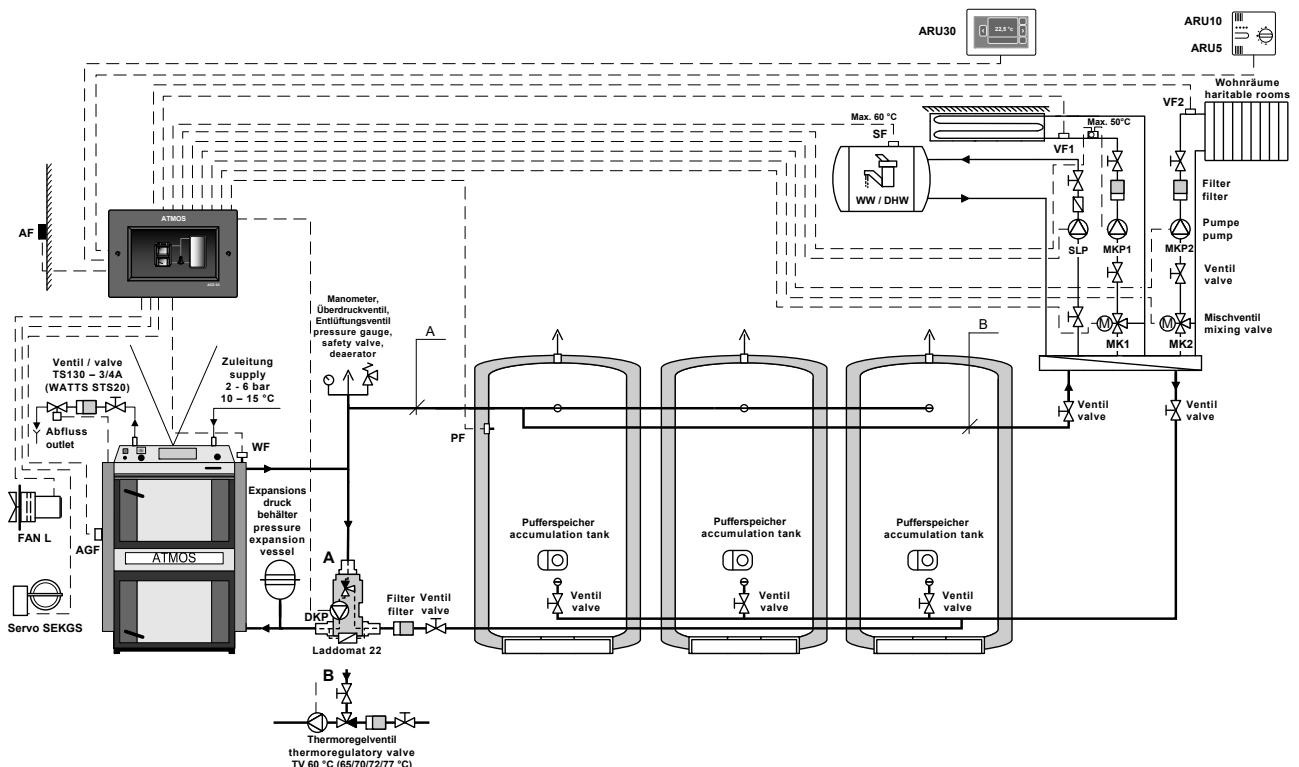 ARU30
22,5 °c
ARU10
ARU5
Wohnräume
haritable rooms
VF2
Max. 60 °C
SF
Max. 50°C
VF1
WW / DHW
Filter
filter
Pumpe
pump
SLP
MKP1
MKP2
Ventil
valve
Mischventil
mixing valve
M
M
MK1
MK2
AF
ATMOS
Manometer,
Überdruckventil,
Entlüftungsventil
pressure gauge,
safety valve,
deaerator
A
B
Ventil / valve
TS130 – 3/4A
(WATTS STS20)
Zuleitung
supply
2 - 6 bar
10 – 15 °C
Abfluss
outlet
WF
PF
Ventil
valve
Ventil
valve
Expansions
druck
behälter
pressure
expansion
vessel
FAN L
AGF
ATMOS
Servo SEKGS
Pufferspeicher
accumulation tank
Pufferspeicher
accumulation tank
Pufferspeicher
accumulation tank
Ventil
valve
Ventil
valve
Ventil
valve
A
DKP
Filter
filter
Ventil
valve
Laddomat 22
B
Thermoregelventil
thermoregulatory valve
TV 60 °C (65/70/72/77 °C)